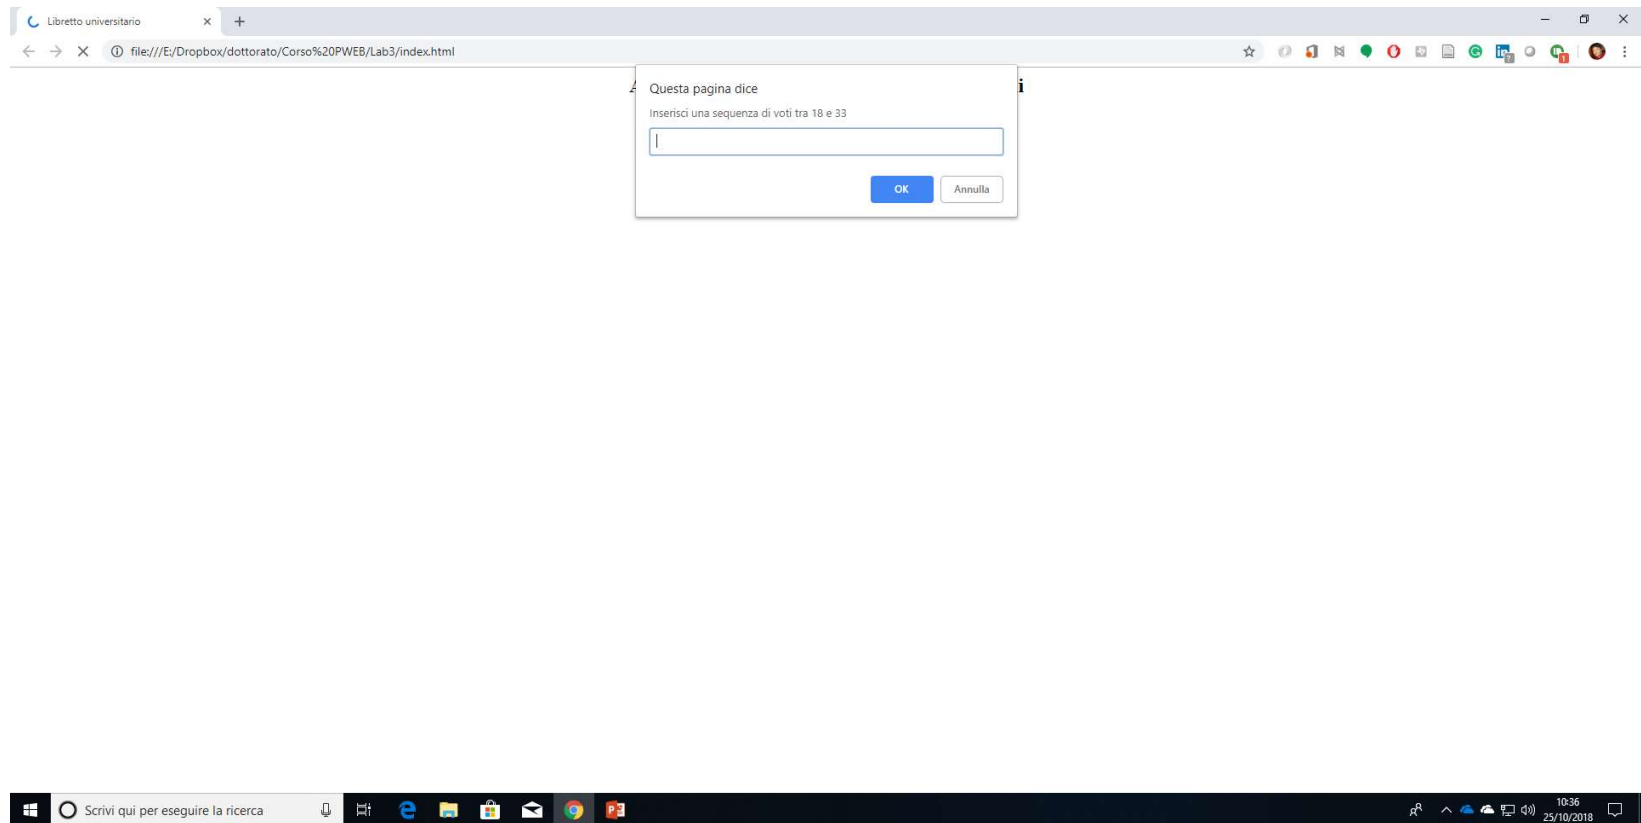 Libretto universitario
file:///E:/Dropbox/dottorato/Corso%20PWEB/Lab3/index.html
Questa pagina dice
Inserisci una sequenza di voti tra 18 e 33
OK Annulla
Scrivi qui per eseguire la ricerca
10:36
25/10/2018